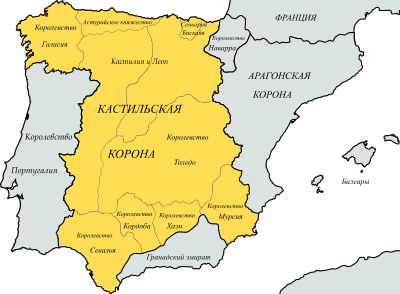 ФРАНЦИЯ
Королевство
Галисия
Астурийское княжество
Сеньория
Бискайя
Королевство
Наварра
Кастилия и Леон
АРАГОНСКАЯ
КОРОНА
КАСТИЛЬСКАЯ
КОРОНА
Королевство
Португалия
Королевство
Толедо
Балеары
Королевство
Севилья
Королевство
Кордоба
Королевство
Хаэн
Королевство
Мурсия
Гранадский эмират